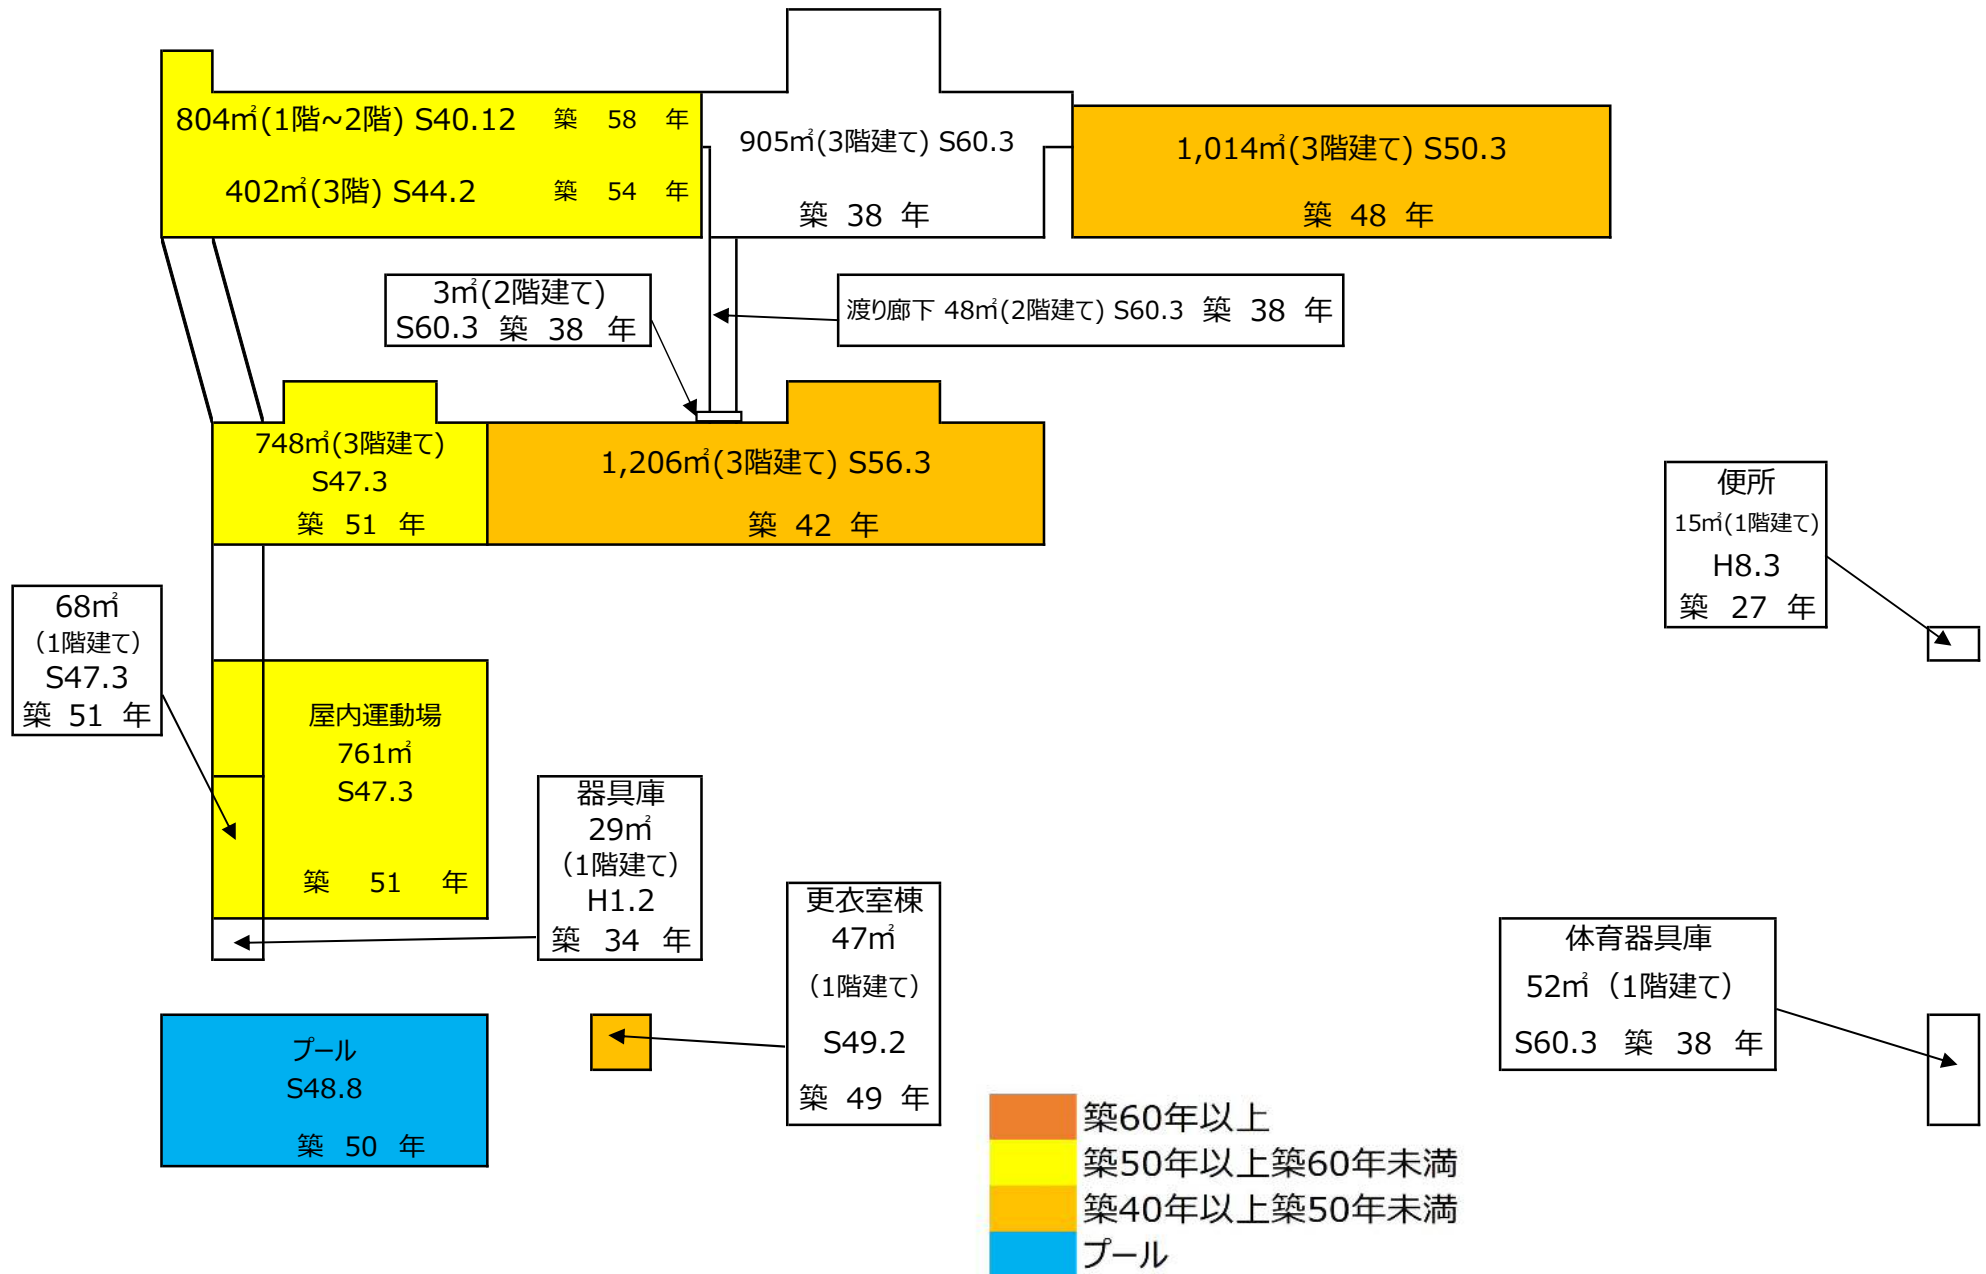 804㎡(1階~2階) S40.12 築 58 年
402㎡(3階) S44.2 築 54 年
905㎡(3階建て) S60.3
築 38 年
1,014㎡(3階建て) S50.3
築 48 年
3㎡(2階建て)
S60.3 築 38 年
渡り廊下 48㎡(2階建て) S60.3 築 38 年
748㎡(3階建て)
S47.3
築 51 年
1,206㎡(3階建て) S56.3
築 42 年
便所
15㎡(1階建て)
H8.3
築 27 年
68㎡
(1階建て)
S47.3
築 51 年
屋内運動場
761㎡
S47.3
築 51 年
器具庫
29㎡
(1階建て)
H1.2
築 34 年
更衣室棟
47㎡
(1階建て)
S49.2
築 49 年
体育器具庫
52㎡ (1階建て)
S60.3 築 38 年
プール
S48.8
築 50 年
築60年以上
築50年以上築60年未満
築40年以上築50年未満
プール